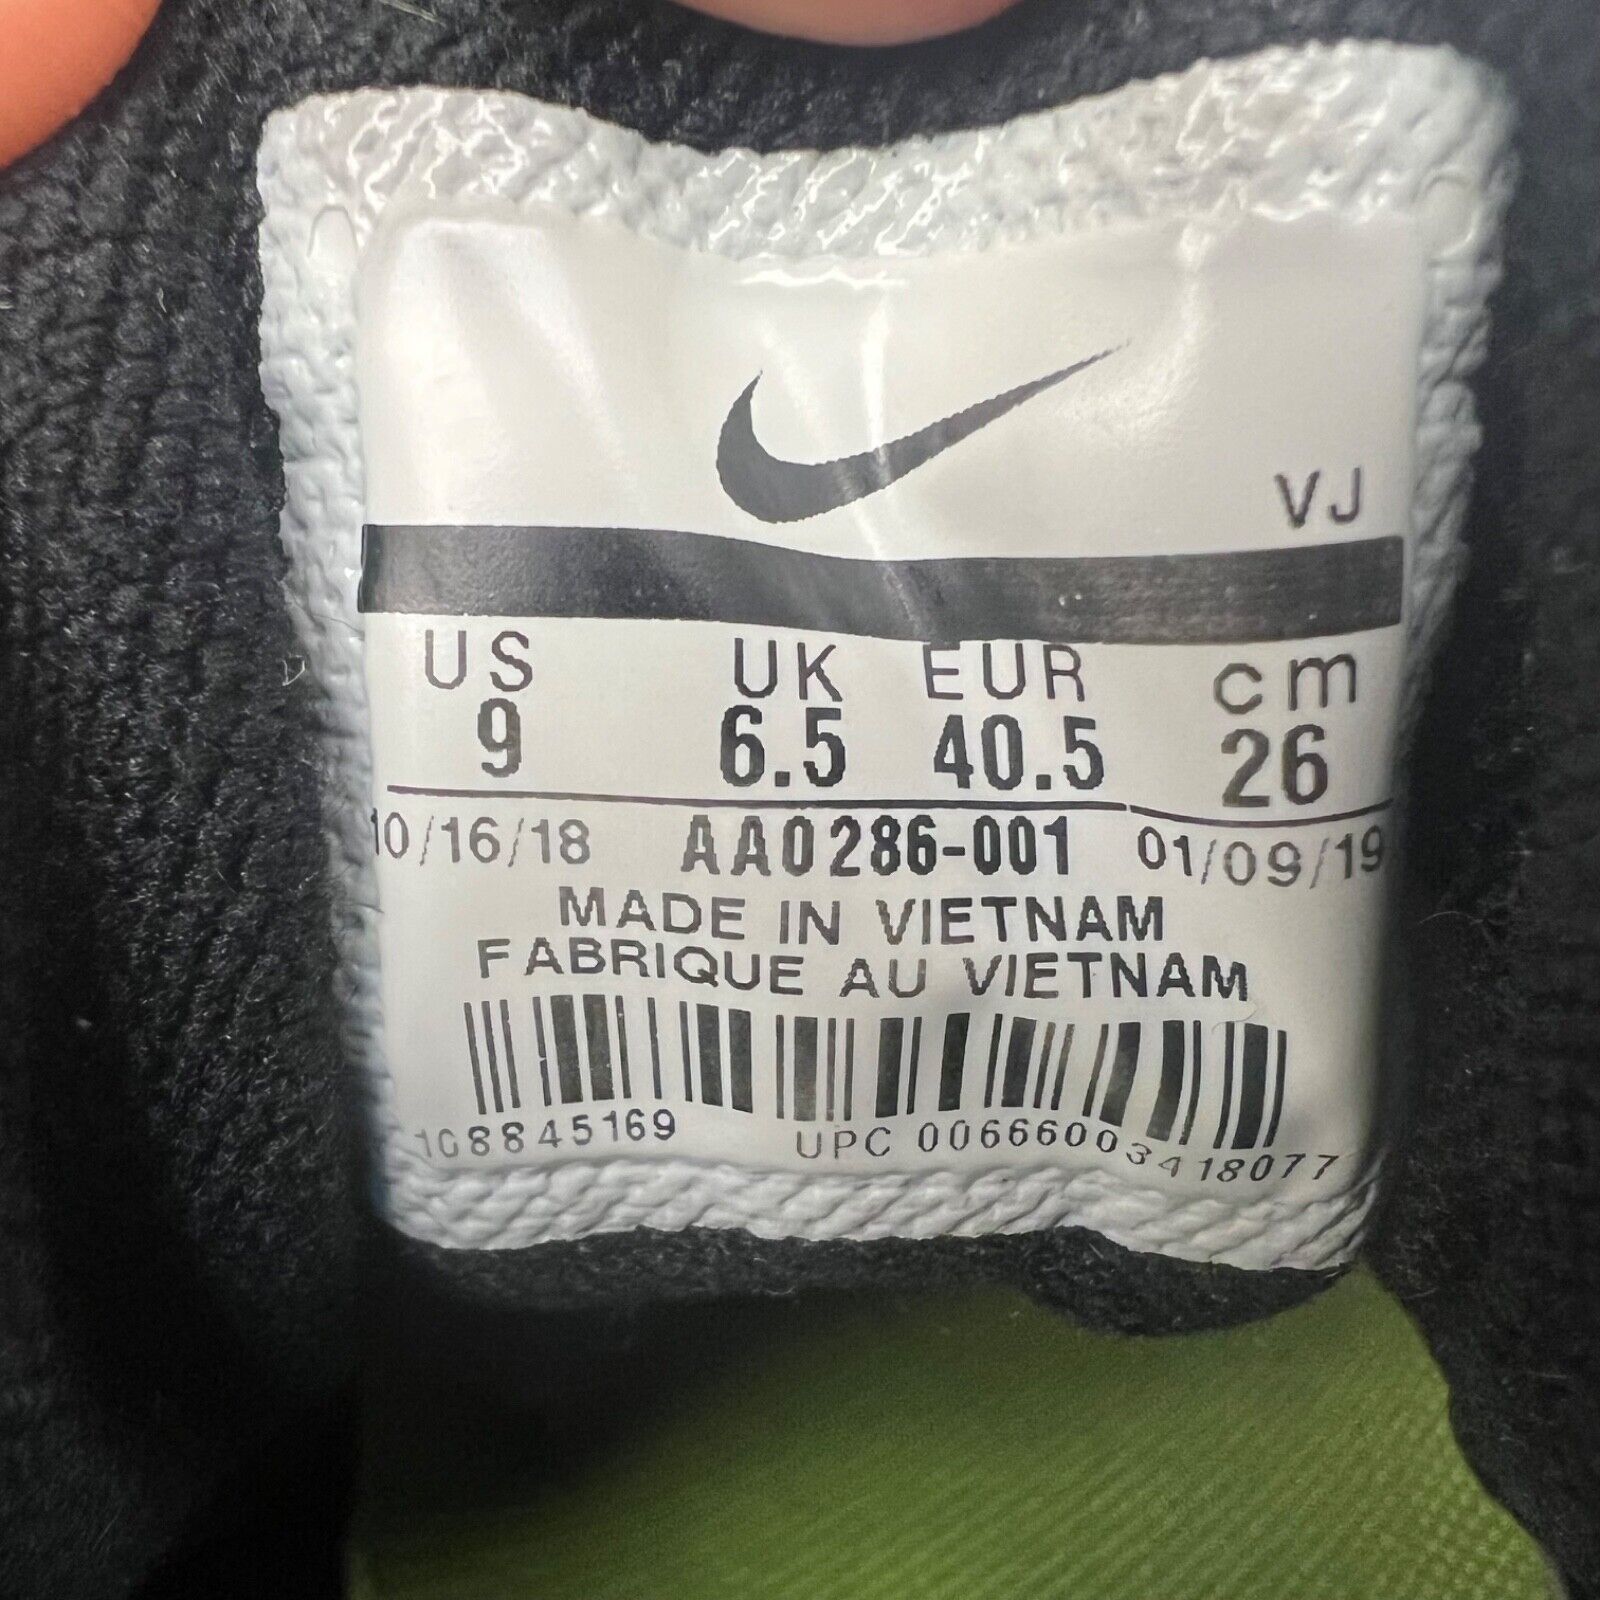 VJ
US UK EUR cm
9 6.5 40.5 26
10/16/18 AA0286-001 01/09/19
MADE IN VIETNAM
FABRIQUE AU VIETNAM
108845169 UPC 00666003418077